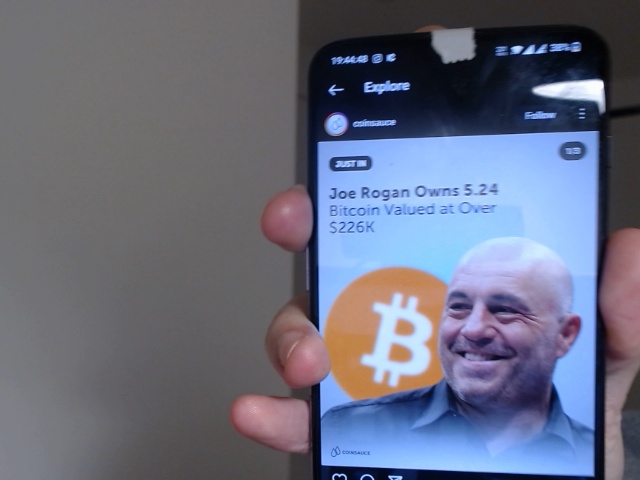 19:44:48
38%
Explore
coinsauce
Follow
JUST IN
1/3
Joe Rogan Owns 5.24
Bitcoin Valued at Over
$226K
COINSAUCE